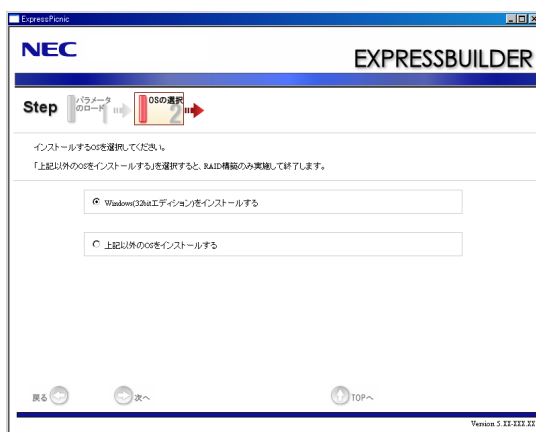 ExpressPicnic
NEC
EXPRESSBUILDER
Step
パラメータ
のロード
1
OSの選択
2
インストールするOSを選択してください。
「上記以外のOSをインストールする」を選択すると、RAID構築のみ実施して終了します。
Windows(32bitエディション)をインストールする
上記以外のOSをインストールする
戻る
次へ
TOPへ
Version 5.XX-XXX.XX